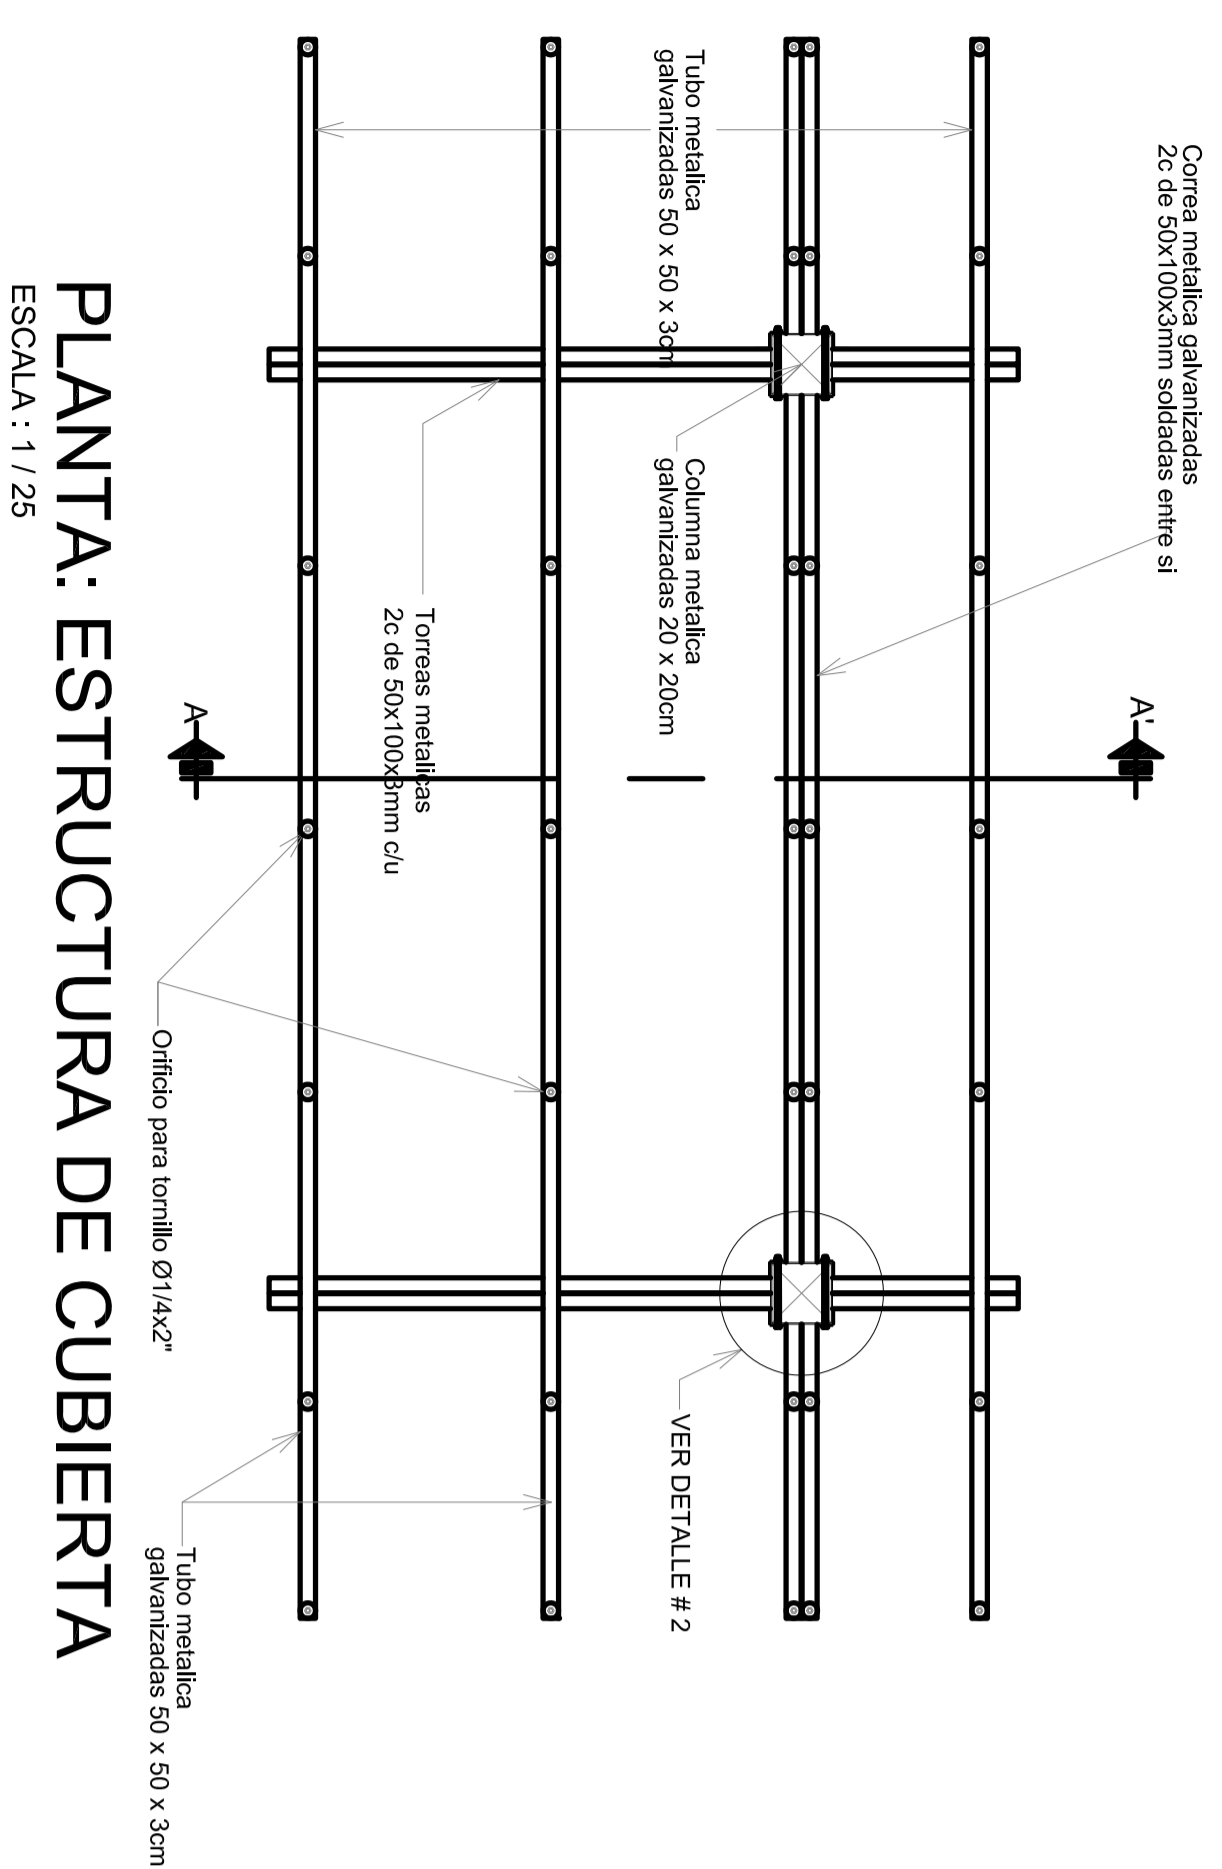 Correa metalica galvanizadas
2c de 50x100x3mm soldadas entre si
A'
Tubo metalica
galvanizadas 50 x 50 x 3cm
Columna metalica
galvanizadas 20 x 20cm
VER DETALLE # 2
Torreas metalicas
2c de 50x100x3mm c/u
A
Orificio para tornillo Ø1/4x2"
Tubo metalica
galvanizadas 50 x 50 x 3cm
PLANTA: ESTRUCTURA DE CUBIERTA
ESCALA : 1 / 25